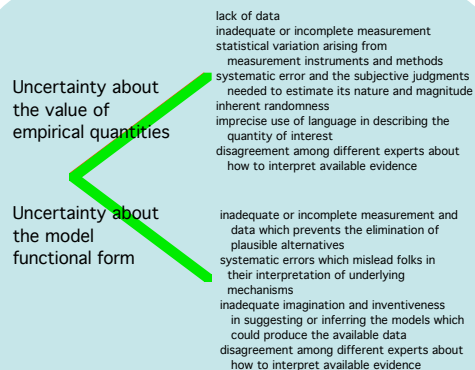 Uncertainty about
the value of
empirical quantities
lack of data
inadequate or incomplete measurement
statistical variation arising from
measurement instruments and methods
systematic error and the subjective judgments
needed to estimate its nature and magnitude
inherent randomness
imprecise use of language in describing the
quantity of interest
disagreement among different experts about
how to interpret available evidence
Uncertainty about
the model
functional form
inadequate or incomplete measurement and
data which prevents the elimination of
plausible alternatives
systematic errors which mislead folks in
their interpretation of underlying
mechanisms
inadequate imagination and inventiveness
in suggesting or inferring the models which
could produce the available data
disagreement among different experts about
how to interpret available evidence